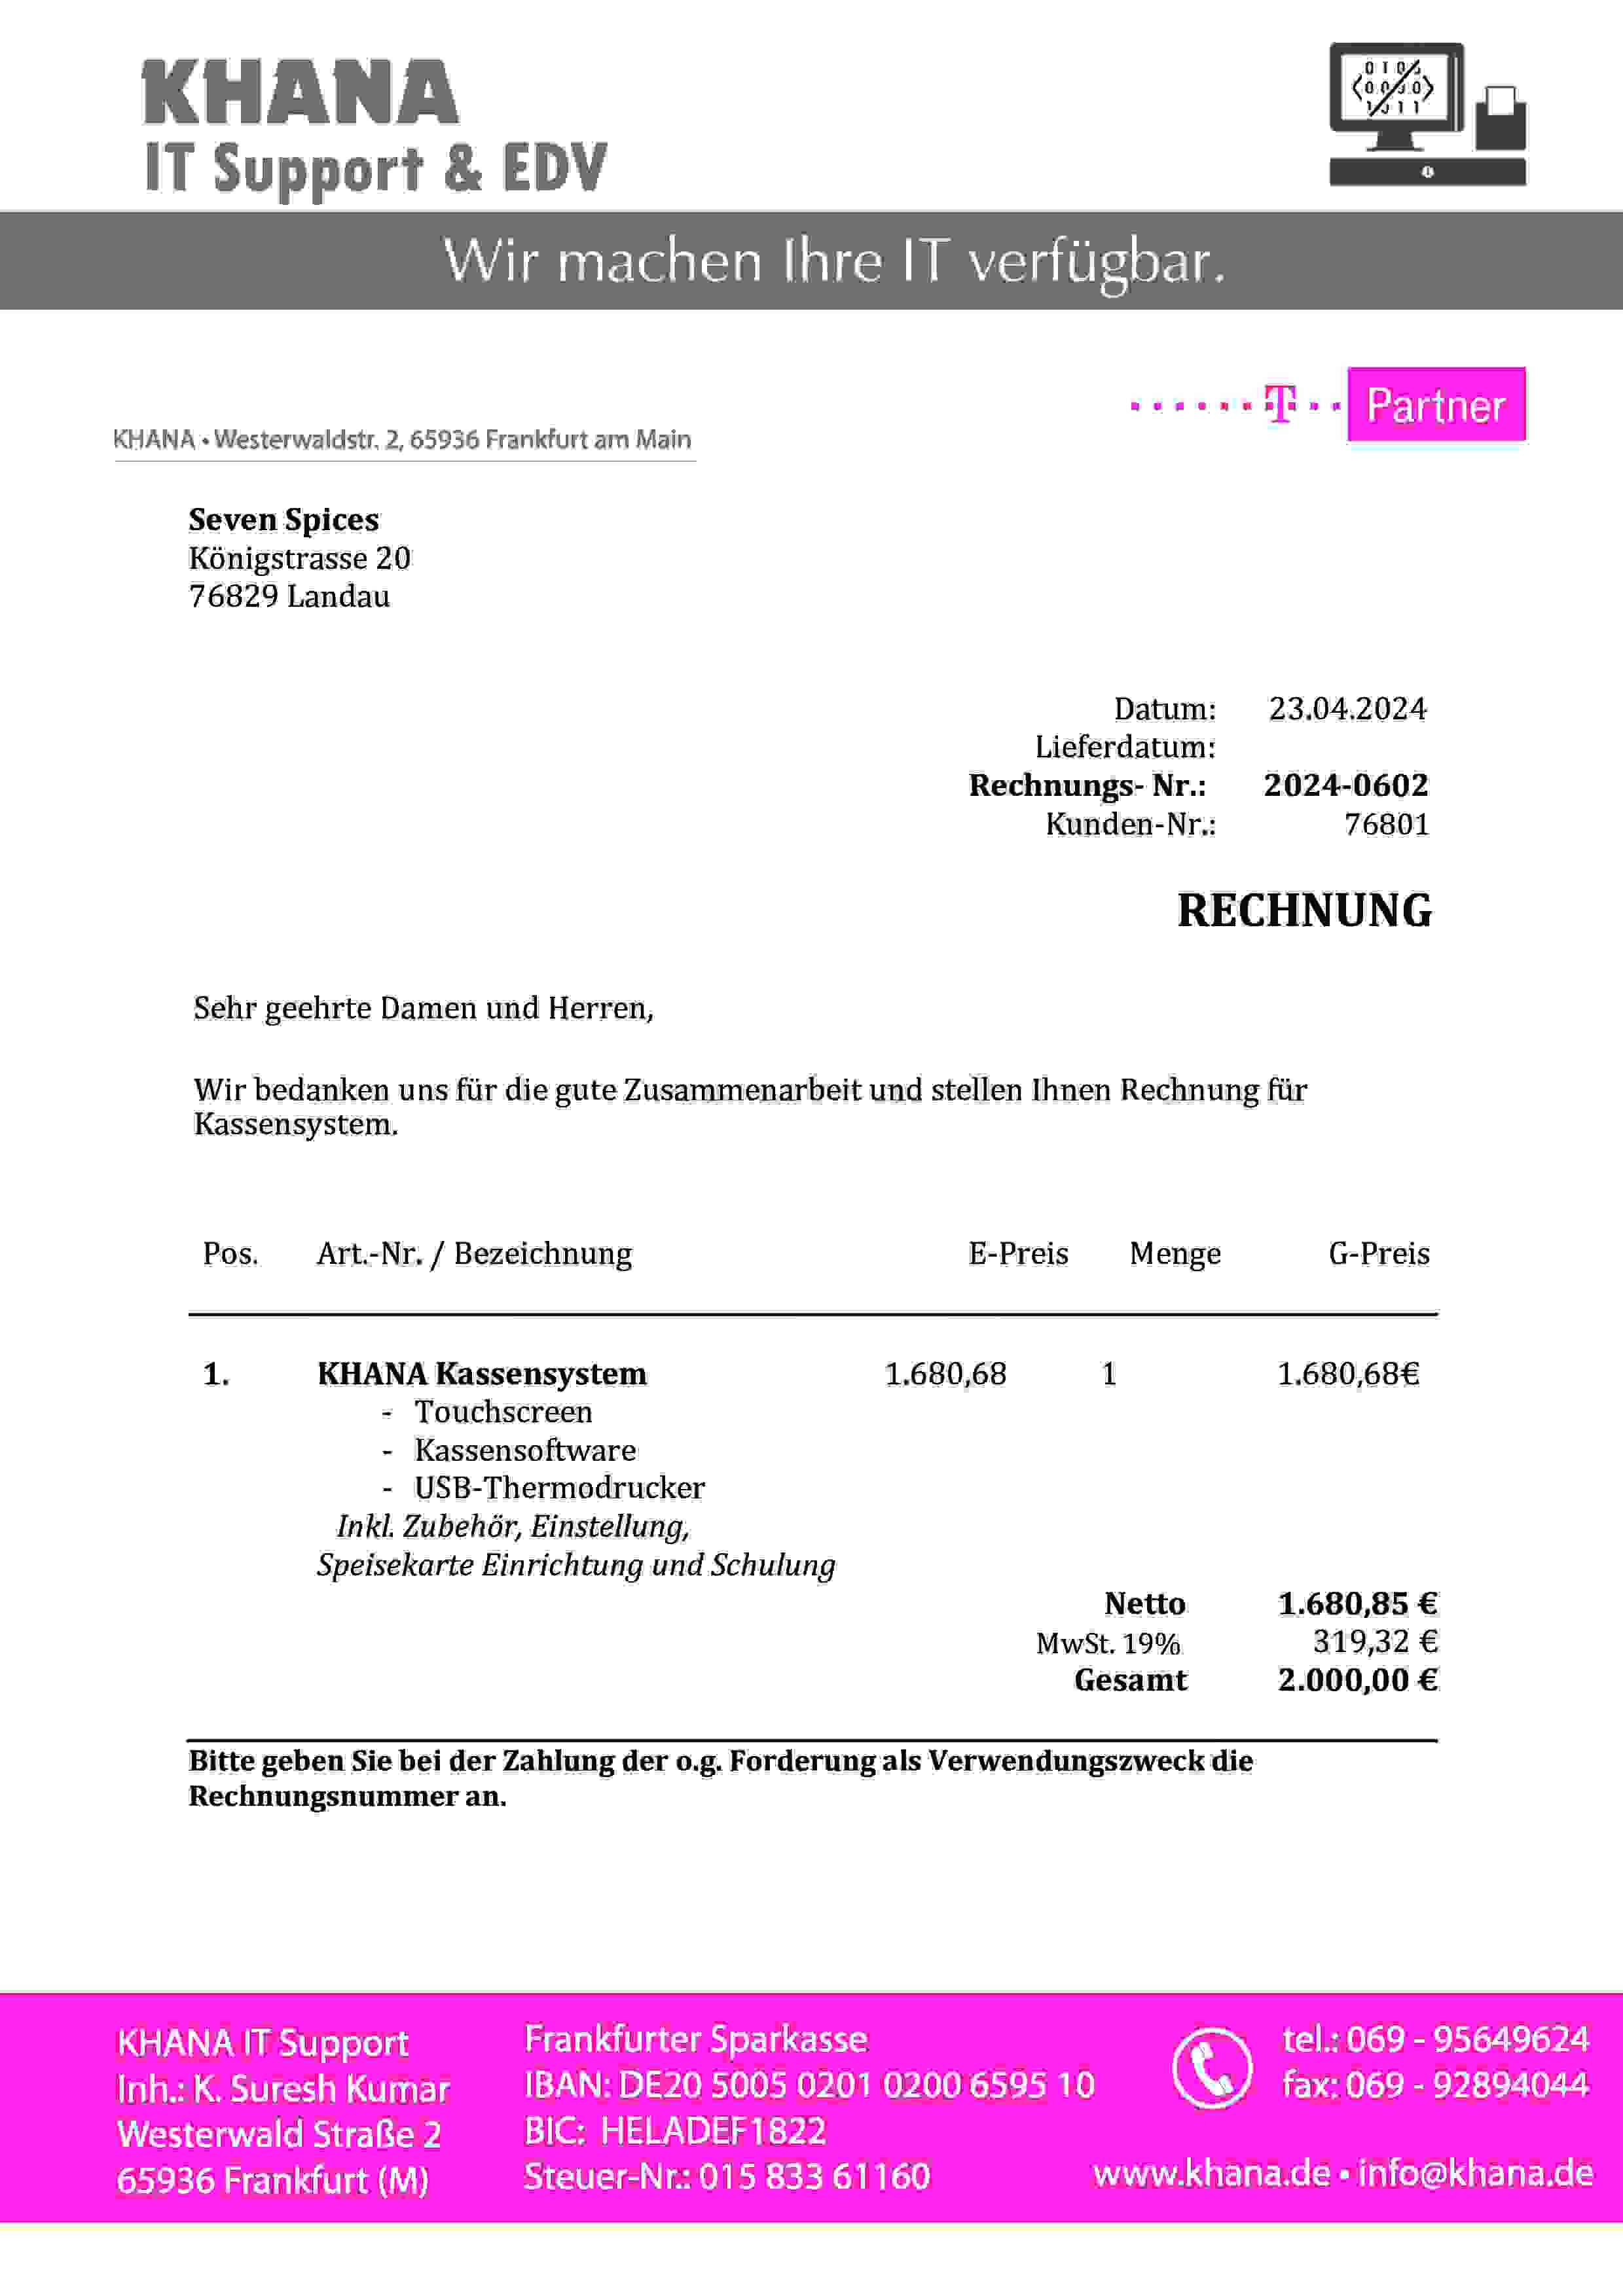 KHANA
IT Support & EDV
Wir machen Ihre IT verfügbar.
T Partner
KHANA • Westerwaldstr. 2, 65936 Frankfurt am Main
Seven Spices
Königstrasse 20
76829 Landau
Datum: 23.04.2024
Lieferdatum:
Rechnungs- Nr.: 2024-0602
Kunden-Nr.: 76801
RECHNUNG
Sehr geehrte Damen und Herren,
Wir bedanken uns für die gute Zusammenarbeit und stellen Ihnen Rechnung für
Kassensystem.
Pos. Art.-Nr. / Bezeichnung E-Preis Menge G-Preis
1. KHANA Kassensystem 1.680,68 1 1.680,68€
- Touchscreen
- Kassensoftware
- USB-Thermodrucker
Inkl. Zubehör, Einstellung,
Speisekarte Einrichtung und Schulung
Netto 1.680,85 €
MwSt. 19% 319,32 €
Gesamt 2.000,00 €
Bitte geben Sie bei der Zahlung der o.g. Forderung als Verwendungszweck die
Rechnungsnummer an.
KHANA IT Support
Inh.: K. Suresh Kumar
Westerwald Straße 2
65936 Frankfurt (M)
Frankfurter Sparkasse
IBAN: DE20 5005 0201 0200 6595 10
BIC: HELADEF1822
Steuer-Nr.: 015 833 61160
tel.: 069 - 95649624
fax: 069 - 92894044
www.khana.de • info@khana.de